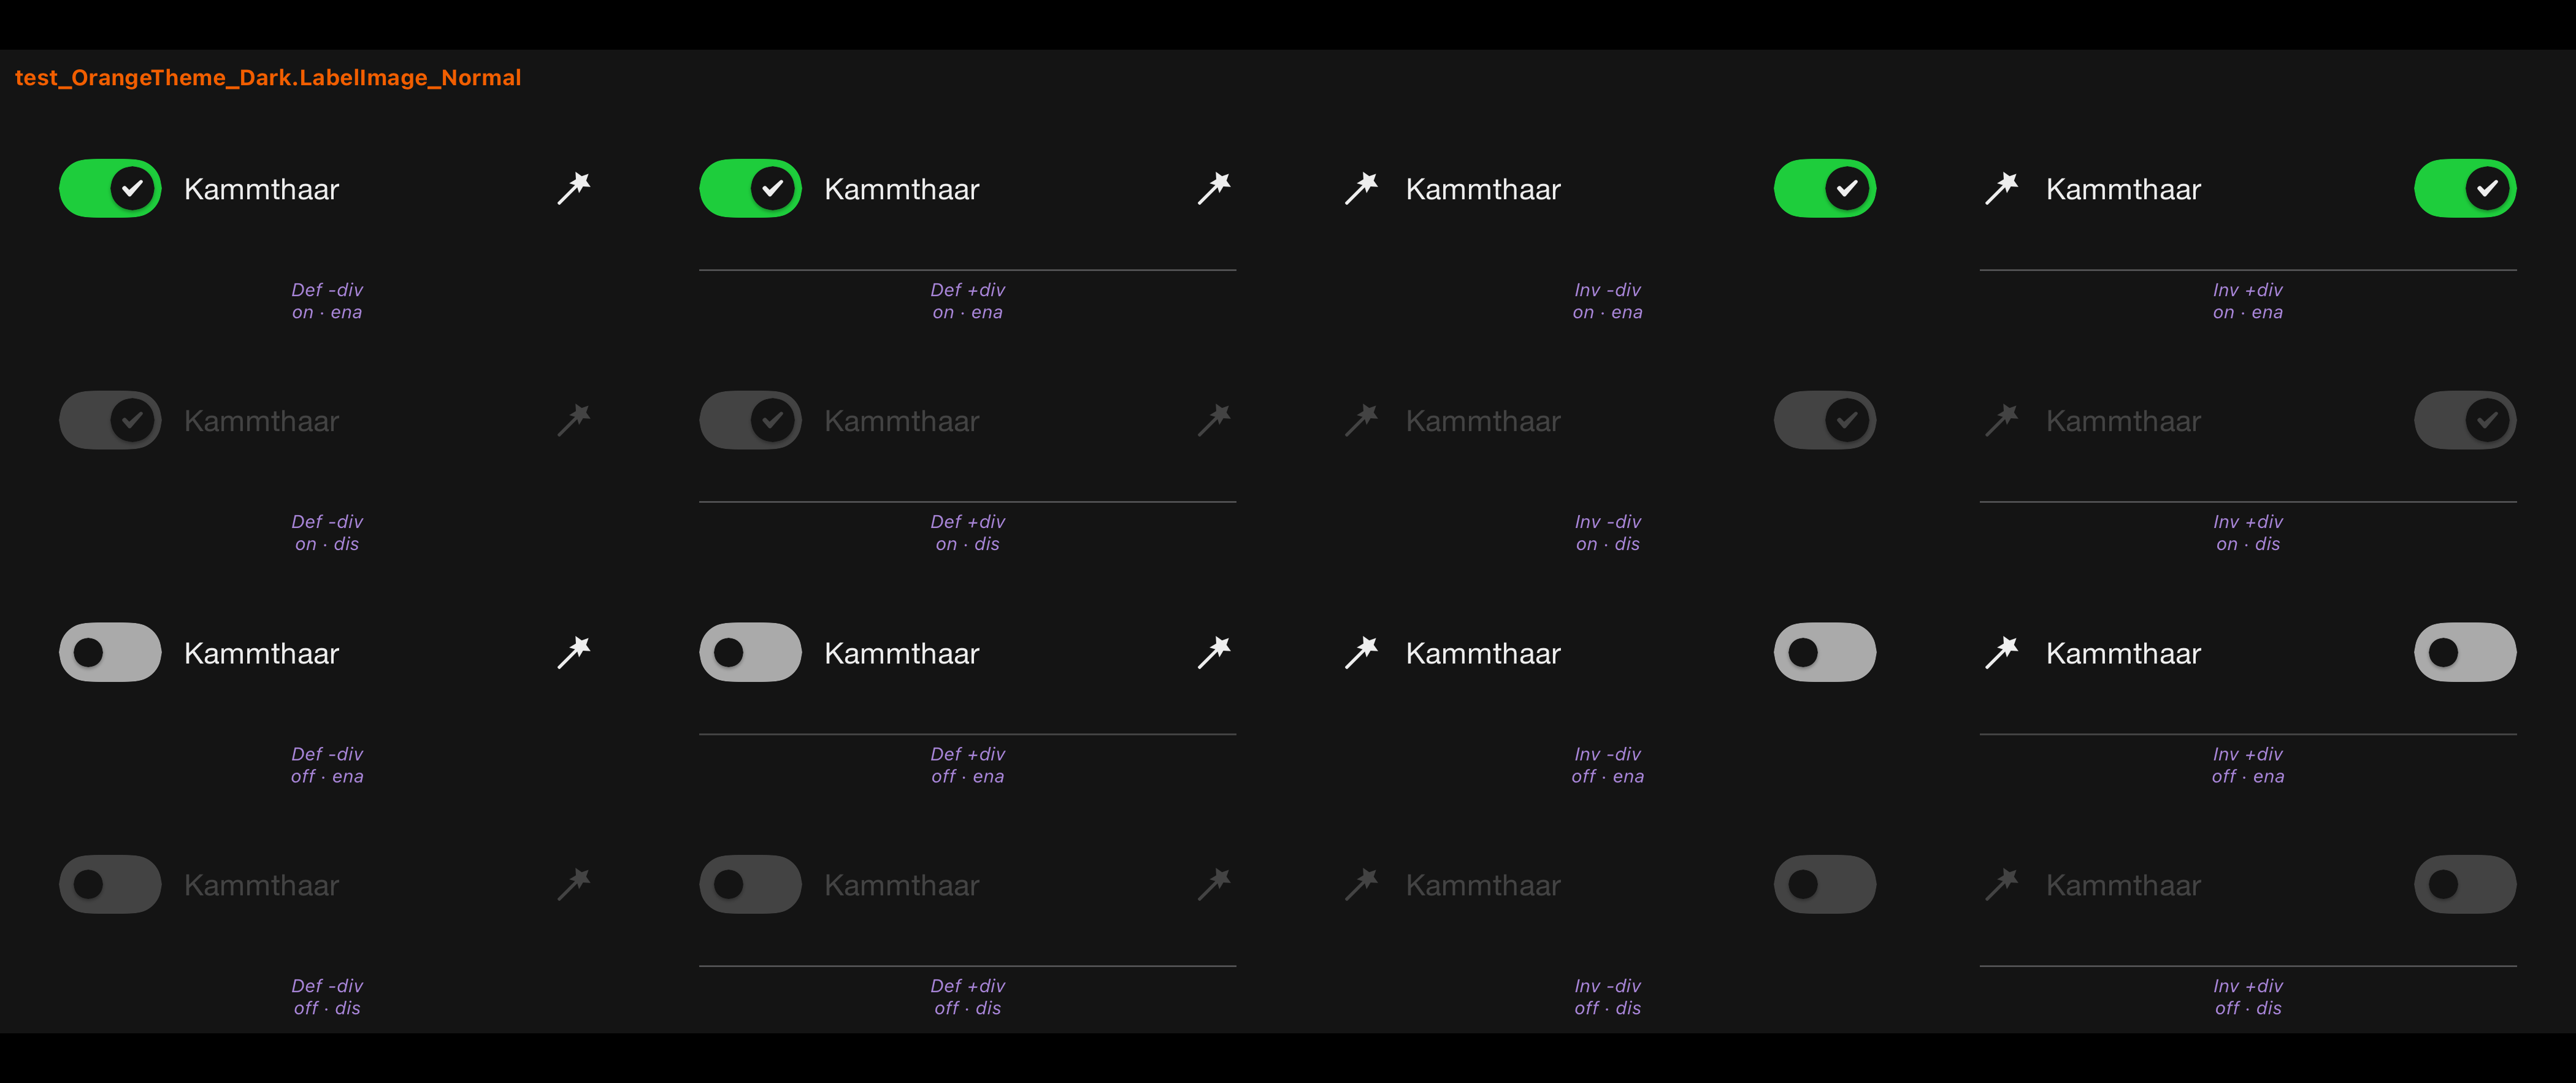 test_OrangeTheme_Dark.LabelImage_Normal
Kammthaar
Kammthaar
Kammthaar
Kammthaar
Def -div
on · ena
Def +div
on · ena
Inv -div
on · ena
Inv +div
on · ena
Kammthaar
Kammthaar
Kammthaar
Kammthaar
Def -div
on · dis
Def +div
on · dis
Inv -div
on · dis
Inv +div
on · dis
Kammthaar
Kammthaar
Kammthaar
Kammthaar
Def -div
off · ena
Def +div
off · ena
Inv -div
off · ena
Inv +div
off · ena
Kammthaar
Kammthaar
Kammthaar
Kammthaar
Def -div
off · dis
Def +div
off · dis
Inv -div
off · dis
Inv +div
off · dis